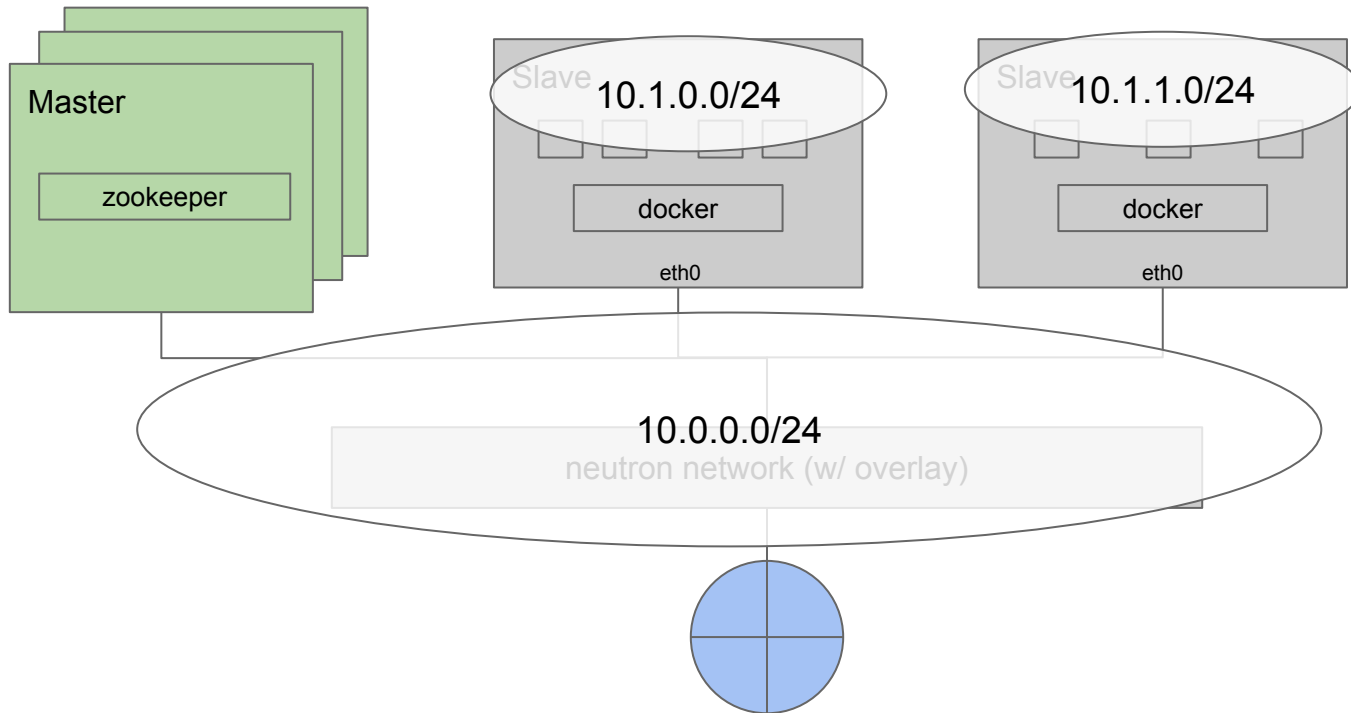 Master
zookeeper
Slave
10.1.0.0/24
docker
eth0
Slave
10.1.1.0/24
docker
eth0
10.0.0.0/24
neutron network (w/ overlay)